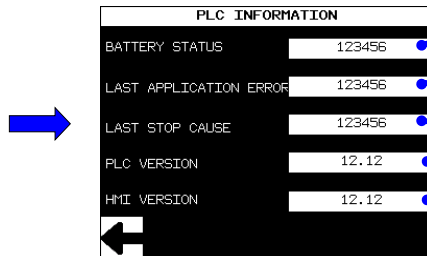 PLC INFORMATION
BATTERY STATUS 123456
LAST APPLICATION ERROR 123456
LAST STOP CAUSE 123456
PLC VERSION 12.12
HMI VERSION 12.12